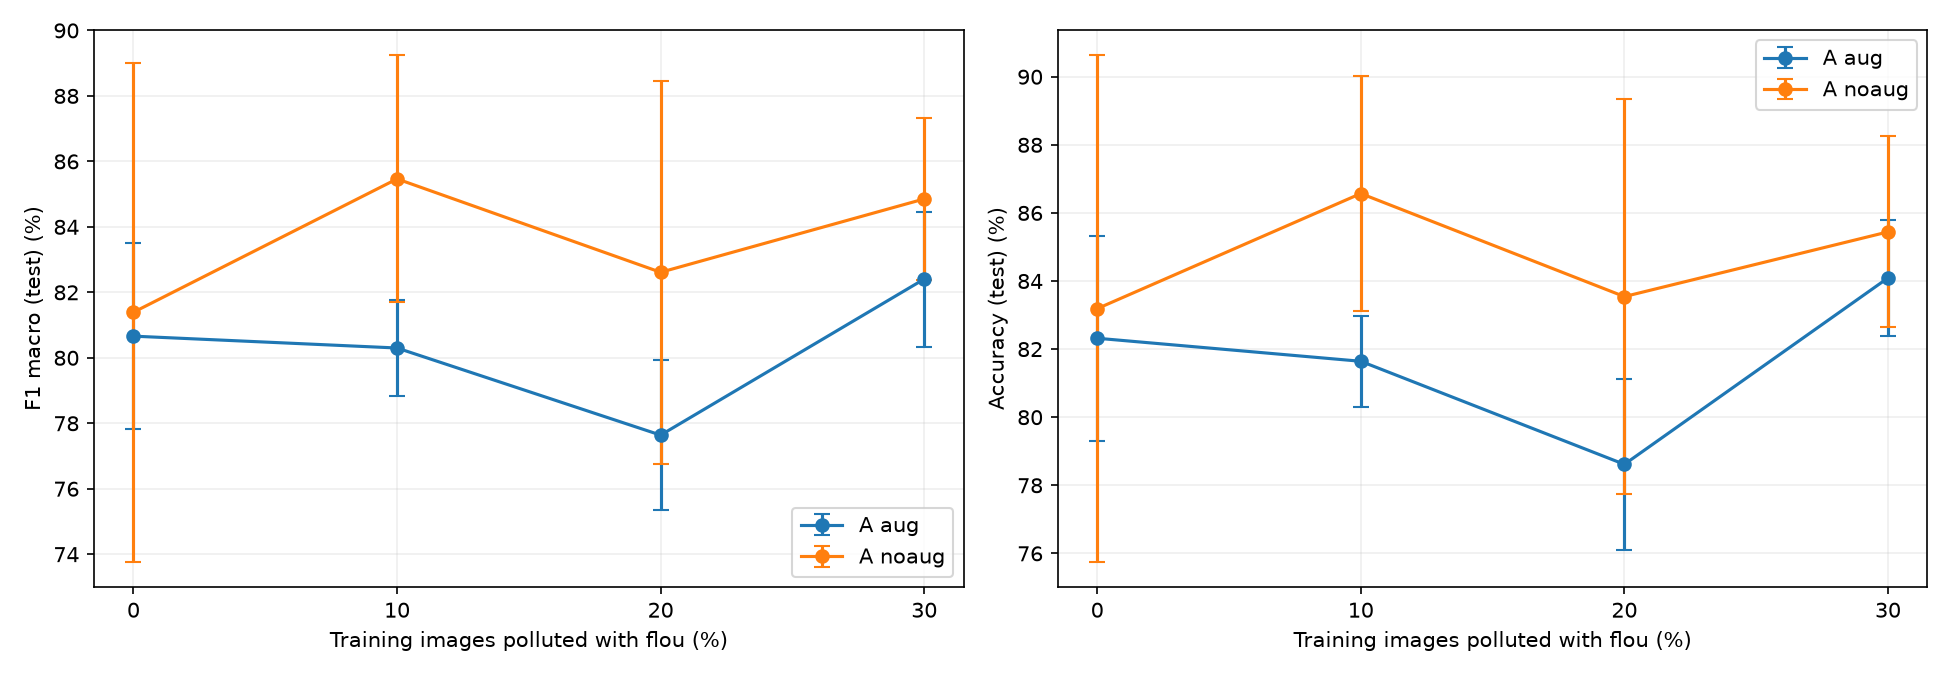 90
88
86
84
82
80
78
76
74
F1 macro (test) (%)
0 10 20 30
Training images polluted with flou (%)
A aug
A noaug
90
88
86
84
82
80
78
76
Accuracy (test) (%)
0 10 20 30
Training images polluted with flou (%)
A aug
A noaug